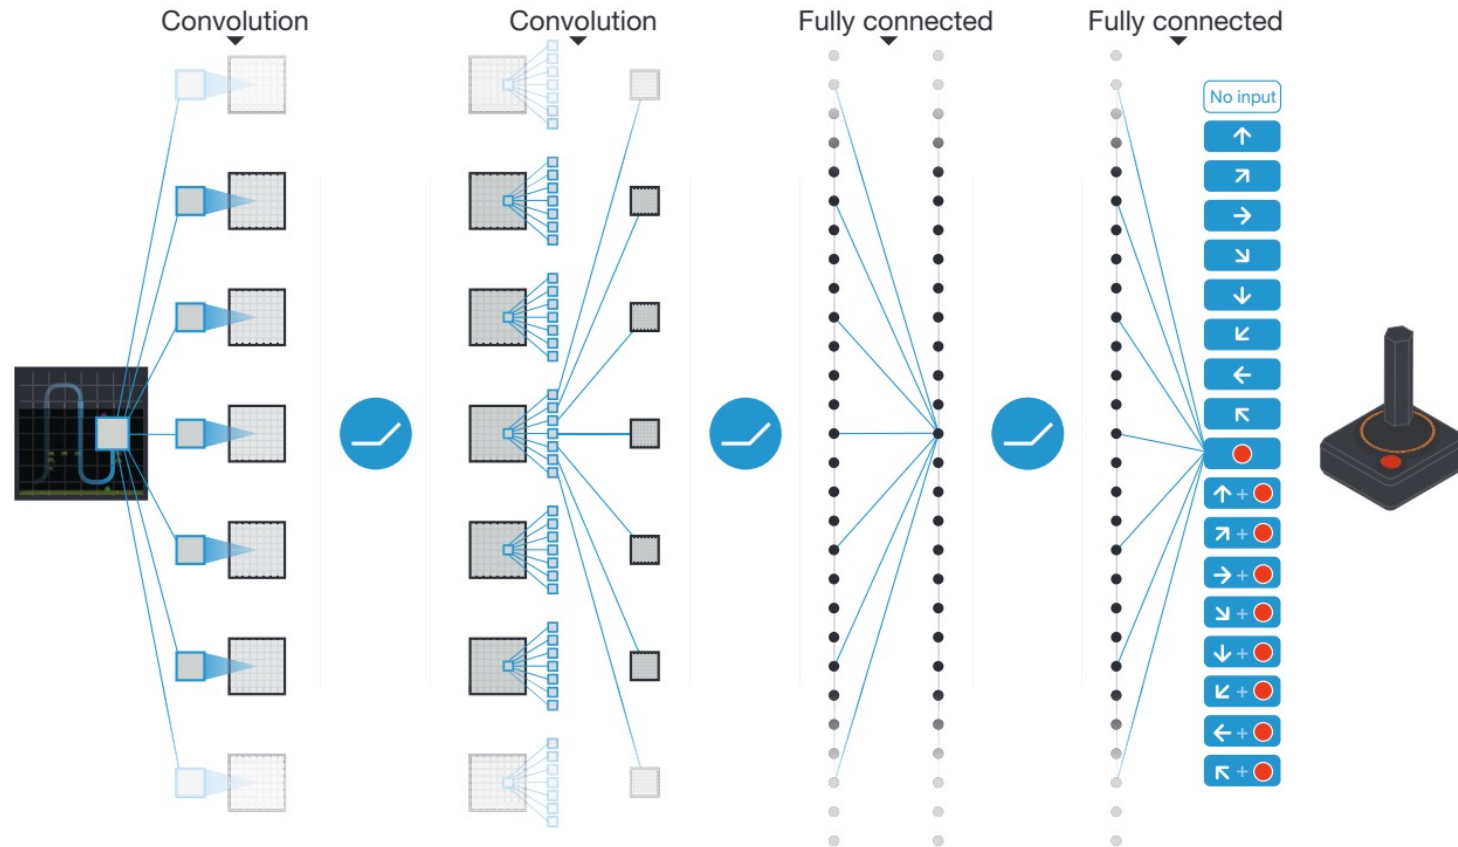 Convolution
Convolution
Fully connected
Fully connected
No input
+
+
+
+
+
+
+
+